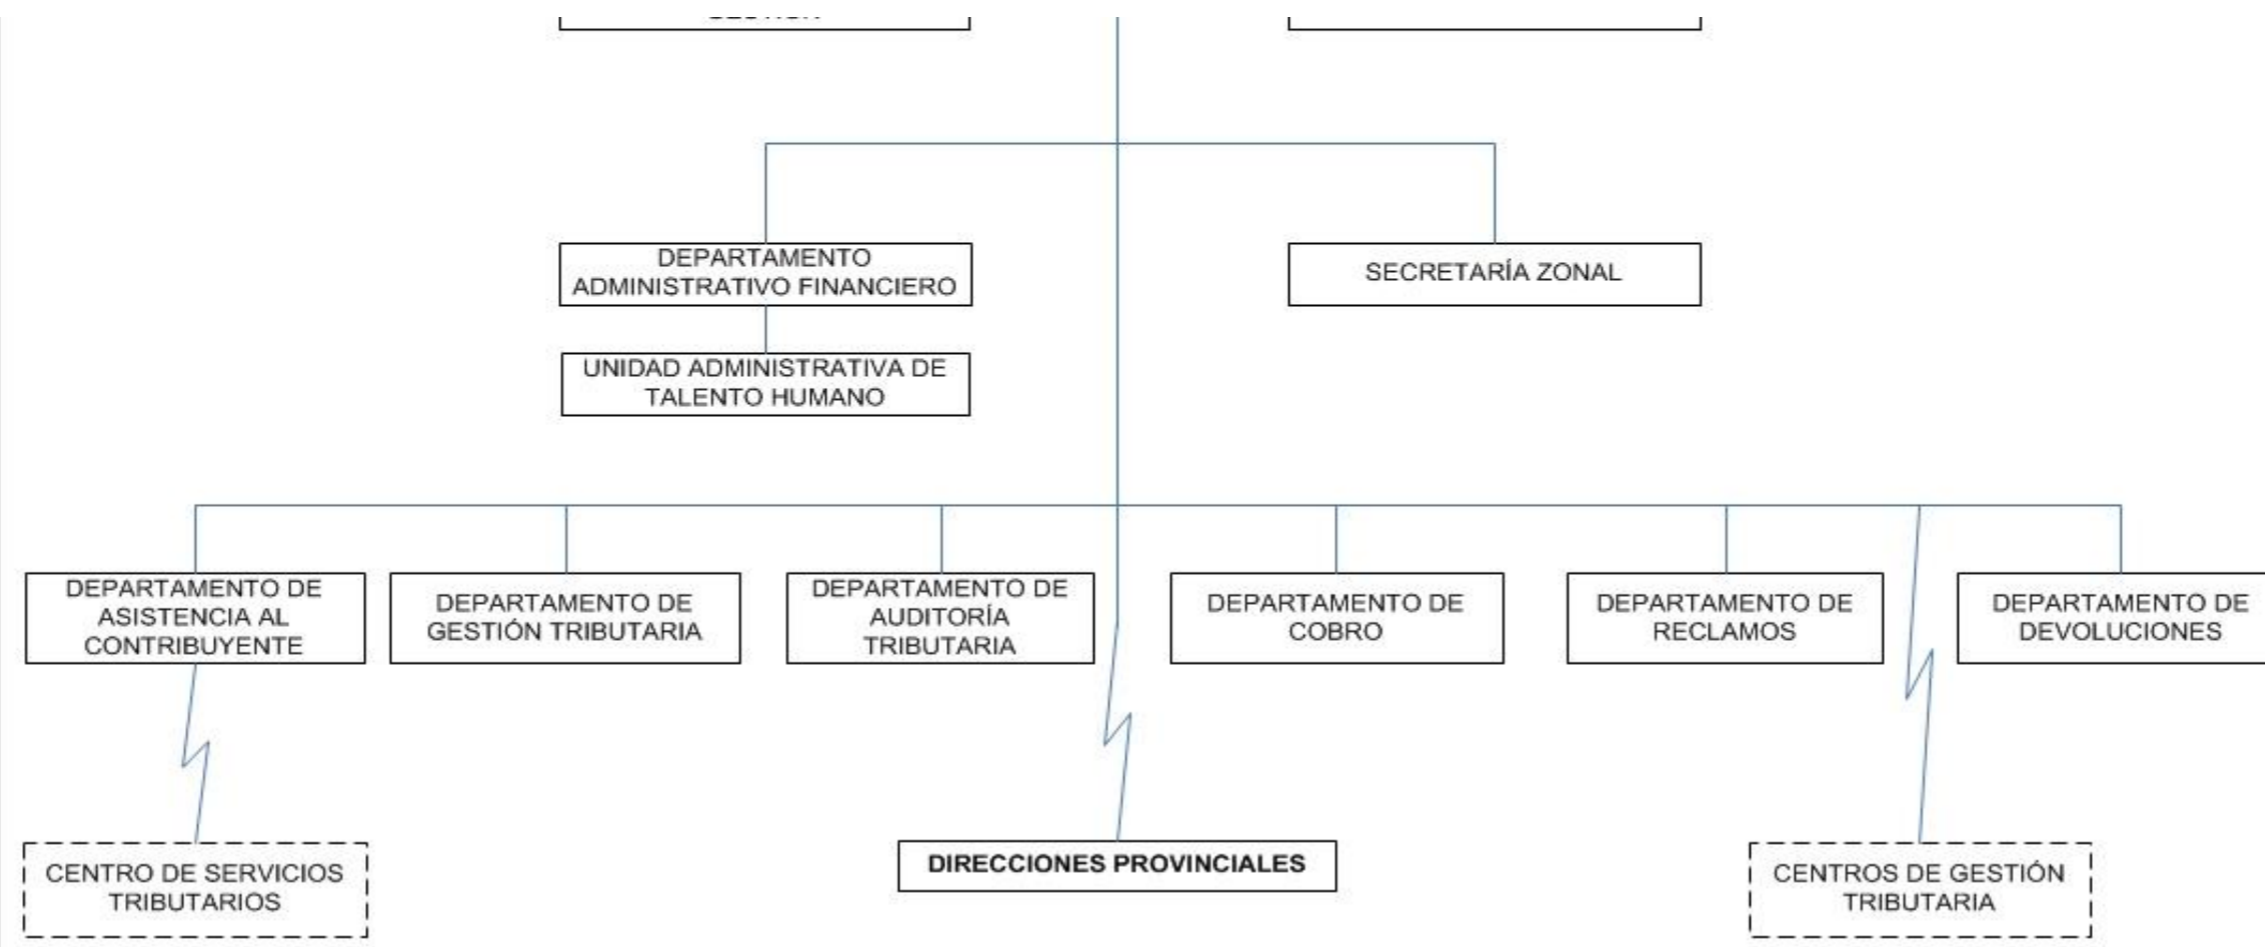 DEPARTAMENTO
ADMINISTRATIVO FINANCIERO
SECRETARÍA ZONAL
UNIDAD ADMINISTRATIVA DE
TALENTO HUMANO
DEPARTAMENTO DE
ASISTENCIA AL
CONTRIBUYENTE
DEPARTAMENTO DE
GESTIÓN TRIBUTARIA
DEPARTAMENTO DE
AUDITORÍA
TRIBUTARIA
DEPARTAMENTO DE
COBRO
DEPARTAMENTO DE
RECLAMOS
DEPARTAMENTO DE
DEVOLUCIONES
CENTRO DE SERVICIOS
TRIBUTARIOS
DIRECCIONES PROVINCIALES
CENTROS DE GESTIÓN
TRIBUTARIA